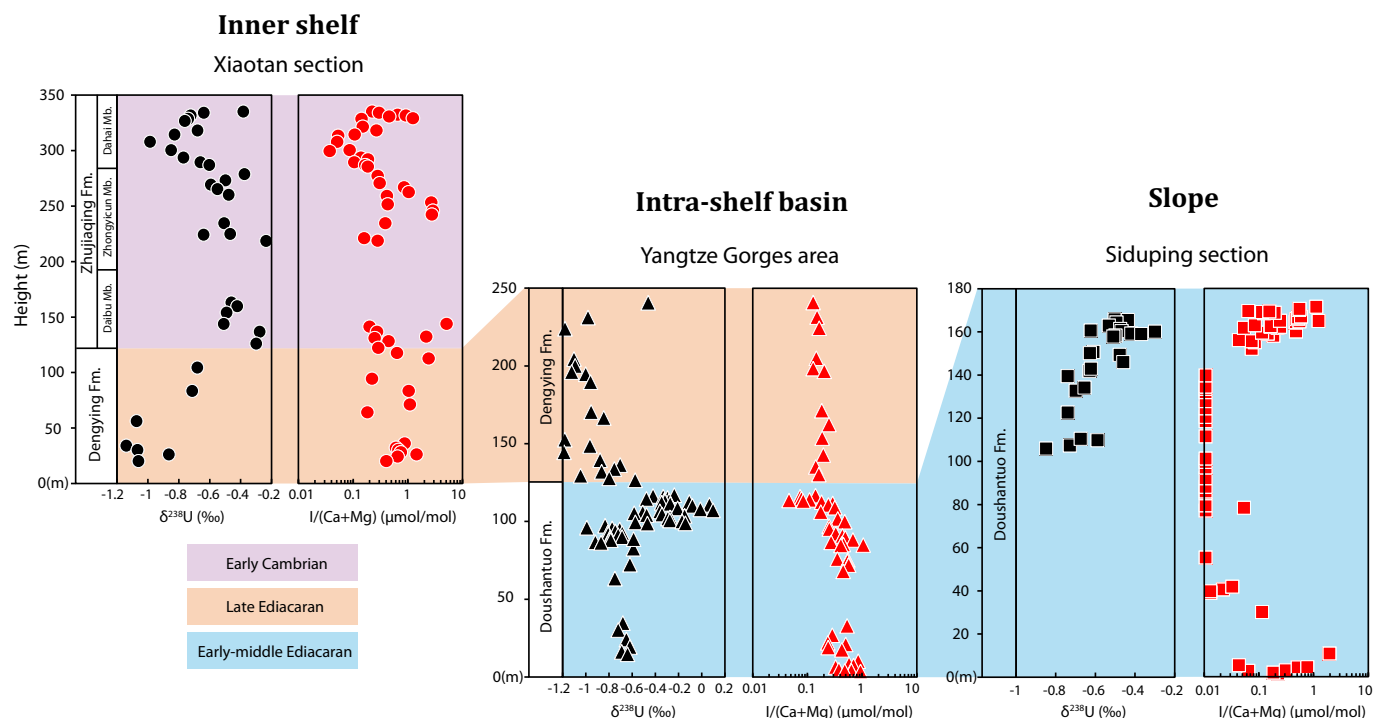 Inner shelf
Xiaotan section
Height (m)
350
300
250
200
150
100
50
0(m)
Zhujiaqing Fm.
Dengying Fm.
Dahai Mb.
Zhongyicun Mb.
Daibu Mb.
-1.2 -1 -0.8 -0.6 -0.4 -0.2
δ²³⁸U (‰)
0.01 0.1 1 10
I/(Ca+Mg) (μmol/mol)
Early Cambrian
Late Ediacaran
Early-middle Ediacaran
Intra-shelf basin
Yangtze Gorges area
250
200
150
100
50
0(m)
Dengying Fm.
Doushantuo Fm.
-1.2 -1 -0.8 -0.6 -0.4 -0.2 0 0.2
δ²³⁸U (‰)
0.01 0.1 1 10
I/(Ca+Mg) (μmol/mol)
Slope
Siduping section
180
160
140
120
100
80
60
40
20
0(m)
Doushantuo Fm.
-1 -0.8 -0.6 -0.4 -0.2
δ²³⁸U (‰)
0.01 0.1 1 10
I/(Ca+Mg) (μmol/mol)